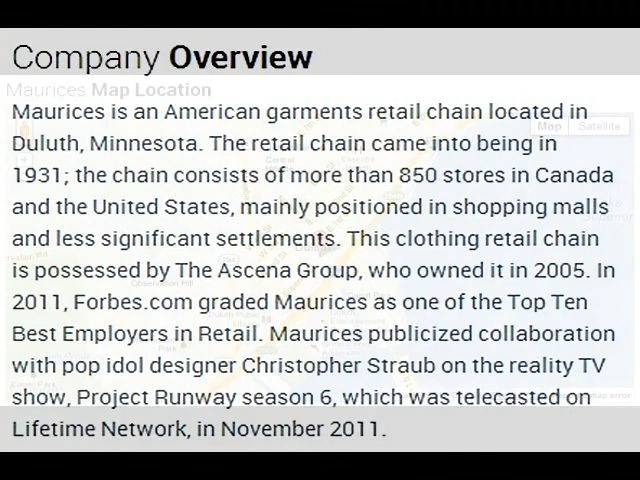 Company Overview
Maurices Map Location
Maurices is an American garments retail chain located in
Map Satellite
Duluth, Minnesota. The retail chain came into being in
1931; the chain consists of more than 850 stores in Canada
and the United States, mainly positioned in shopping malls
and less significant settlements. This clothing retail chain
is possessed by The Ascena Group, who owned it in 2005. In
2011, Forbes.com graded Maurices as one of the Top Ten
Best Employers in Retail. Maurices publicized collaboration
with pop idol designer Christopher Straub on the reality TV
show, Project Runway season 6, which was telecasted on
Lifetime Network, in November 2011.